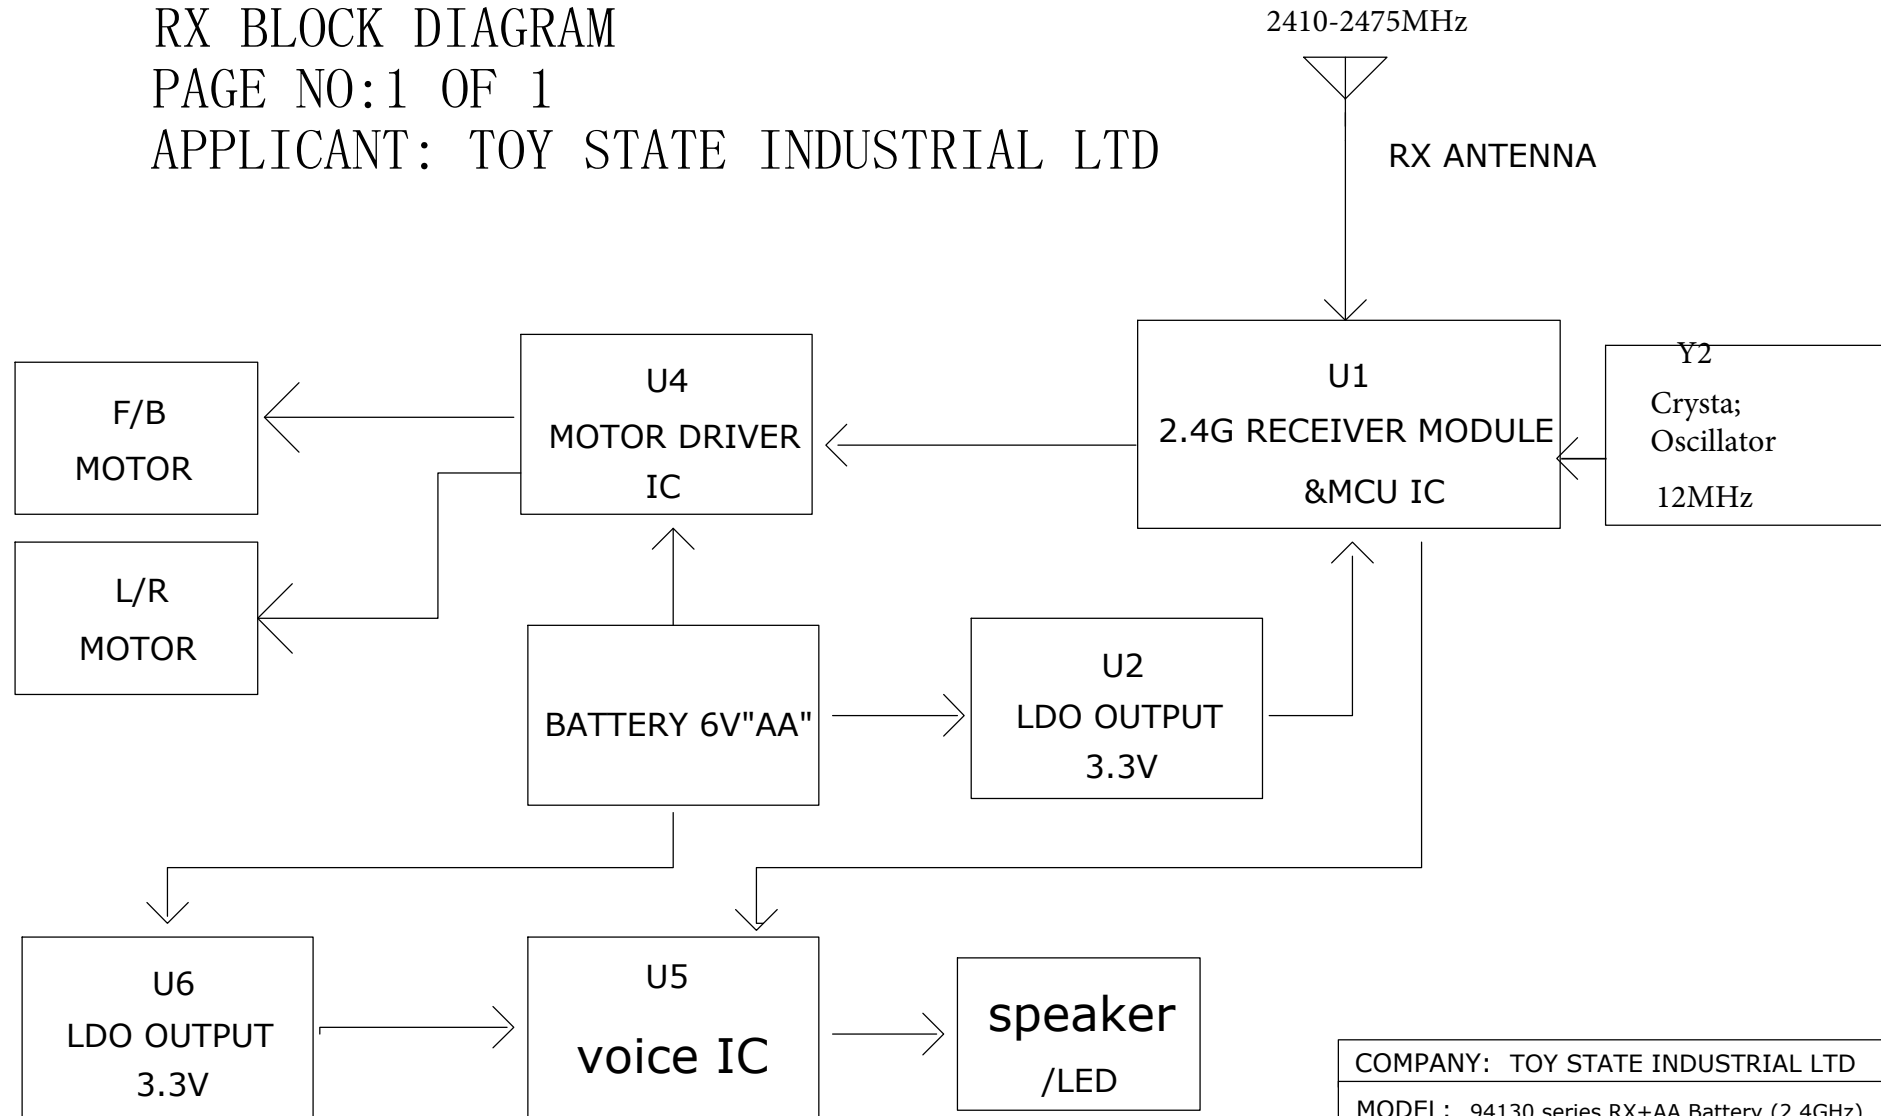 RX BLOCK DIAGRAM
PAGE NO:1 OF 1
APPLICANT: TOY STATE INDUSTRIAL LTD
2410-2475MHz
RX ANTENNA
F/B
MOTOR
U4
MOTOR DRIVER
IC
U1
2.4G RECEIVER MODULE
&MCU IC
Y2
Crysta;
Oscillator
12MHz
L/R
MOTOR
BATTERY 6V"AA"
U2
LDO OUTPUT
3.3V
U6
LDO OUTPUT
3.3V
U5
voice IC
speaker
/LED
COMPANY: TOY STATE INDUSTRIAL LTD
MODEL: 94130 series RX+AA Battery (2.4GHz)